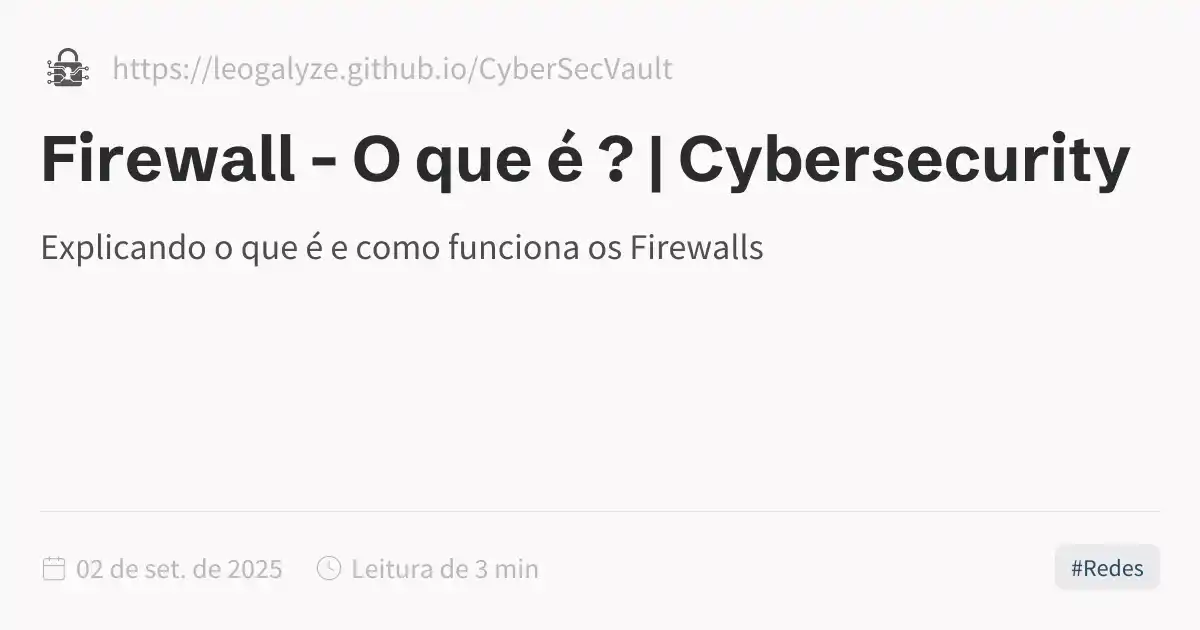 https://leogalyze.github.io/CyberSecVault
Firewall - O que é ? | Cybersecurity
Explicando o que é e como funciona os Firewalls
02 de set. de 2025 Leitura de 3 min #Redes